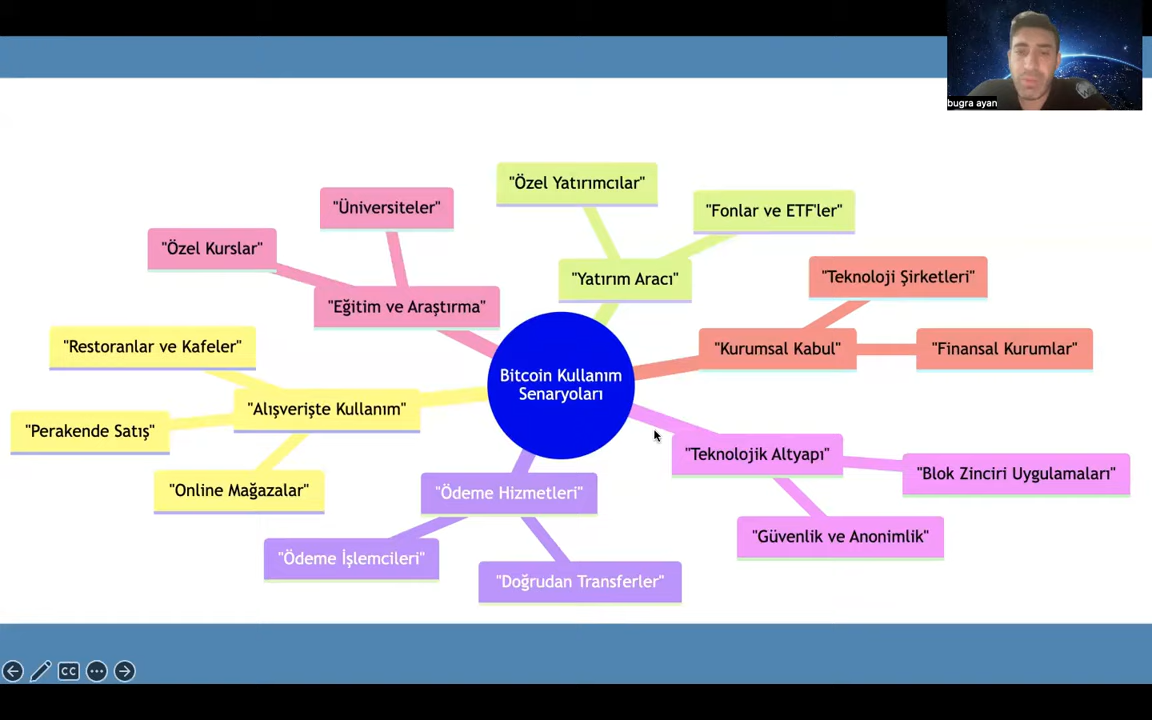 bugra ayan
"Özel Yatırımcılar"
"Üniversiteler"
"Fonlar ve ETF'ler"
"Özel Kurslar"
"Yatırım Aracı"
"Teknoloji Şirketleri"
"Eğitim ve Araştırma"
"Restoranlar ve Kafeler"
"Kurumsal Kabul"
"Finansal Kurumlar"
Bitcoin Kullanım
Senaryoları
"Alışverişte Kullanım"
"Perakende Satış"
"Teknolojik Altyapı"
"Blok Zinciri Uygulamaları"
"Online Mağazalar"
"Ödeme Hizmetleri"
"Güvenlik ve Anonimlik"
"Ödeme İşlemcileri"
"Doğrudan Transferler"
CC